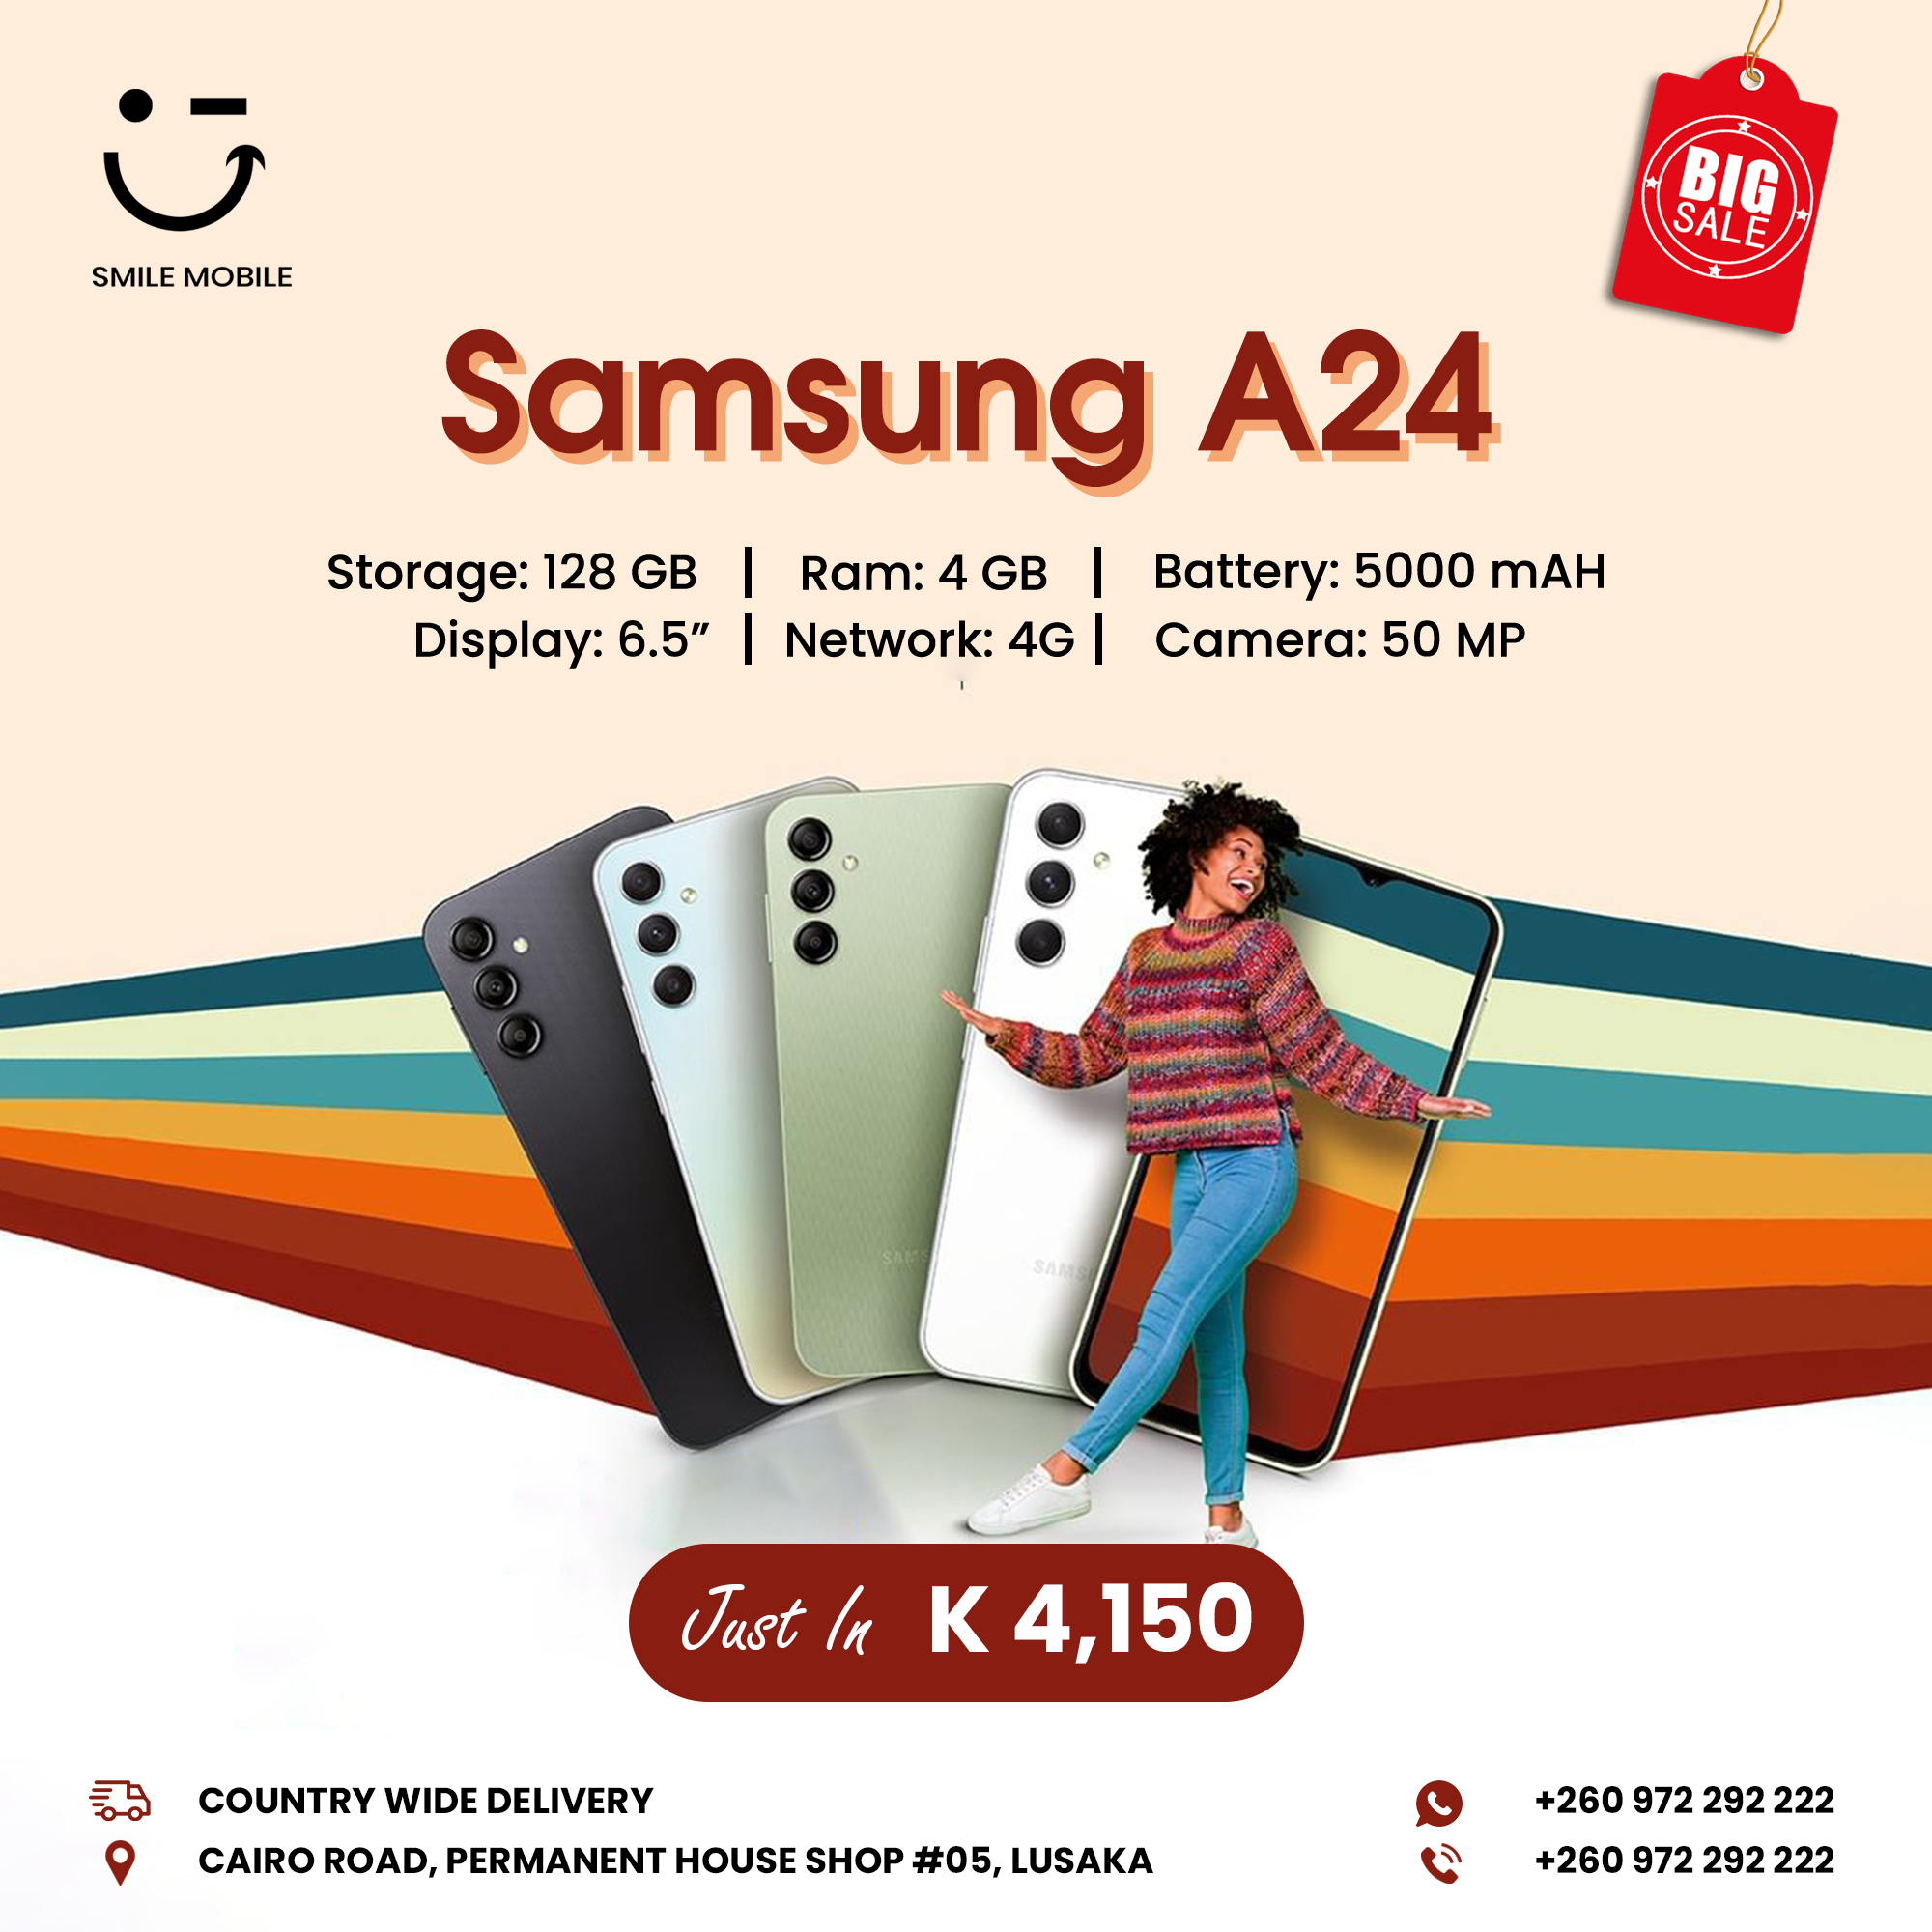 SMILE MOBILE
BIG
SALE
Samsung A24
Storage: 128 GB | Ram: 4 GB | Battery: 5000 mAH
Display: 6.5” | Network: 4G | Camera: 50 MP
Just In K 4,150
COUNTRY WIDE DELIVERY
+260 972 292 222
CAIRO ROAD, PERMANENT HOUSE SHOP #05, LUSAKA
+260 972 292 222